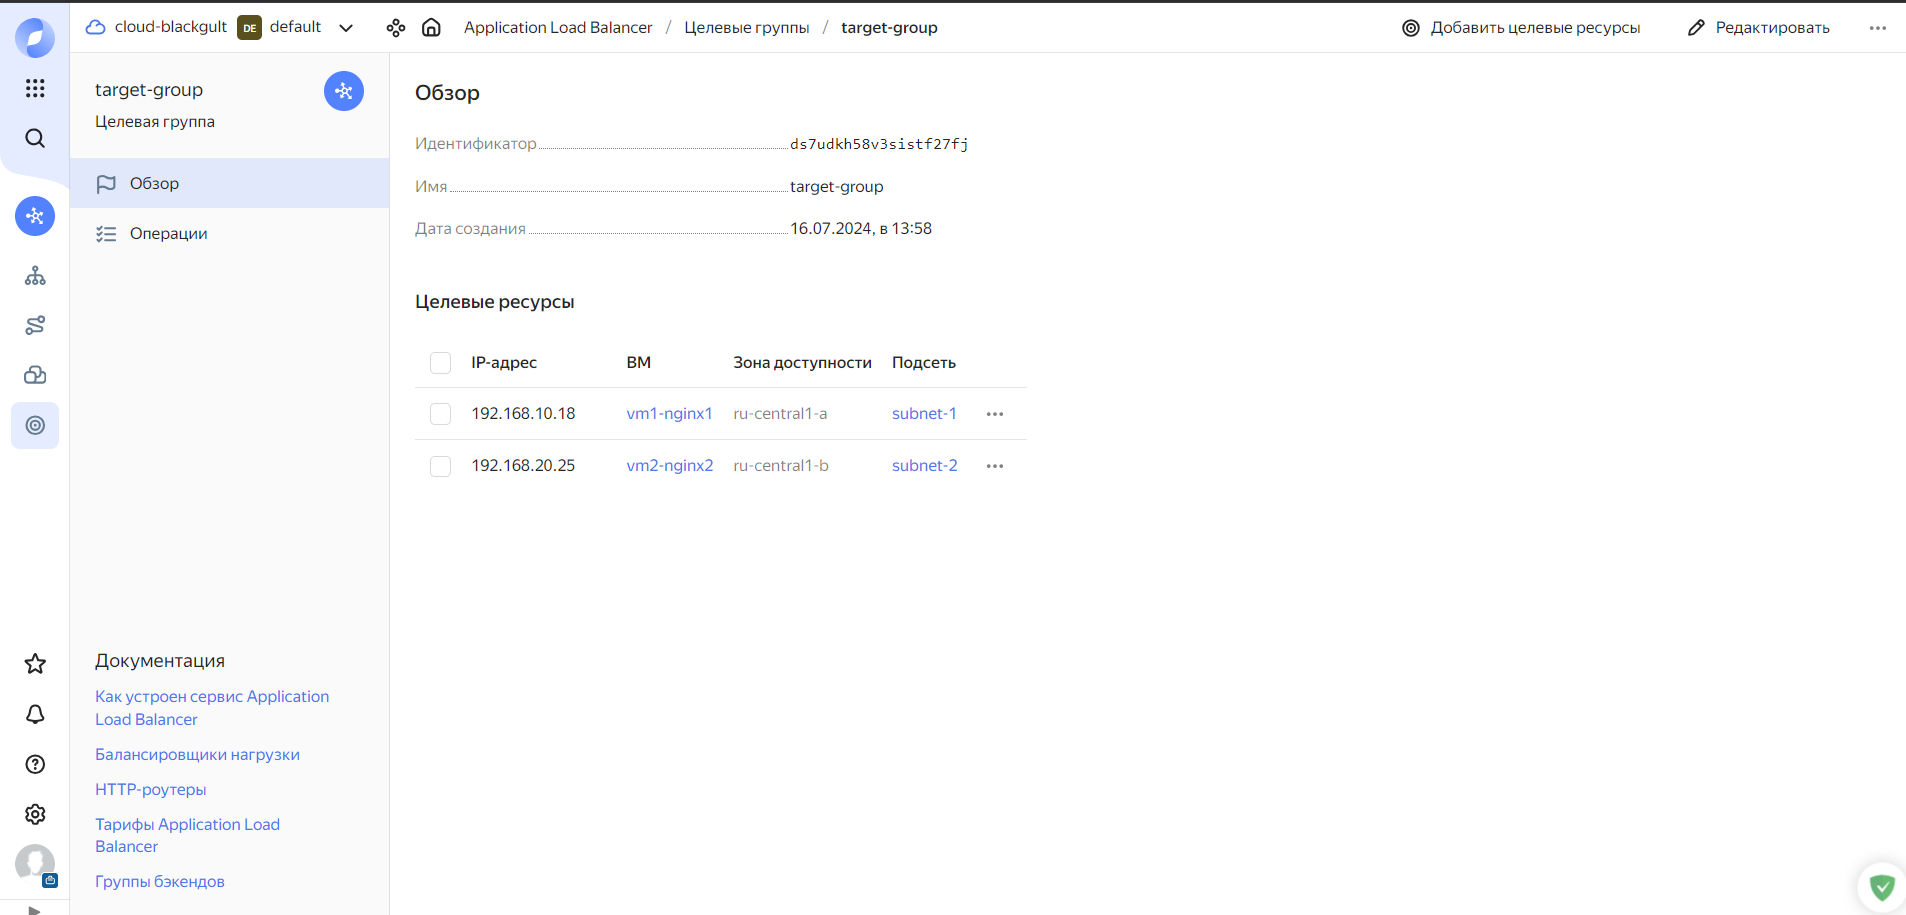 cloud-blackgult DE default Application Load Balancer / Целевые группы / target-group Добавить целевые ресурсы Редактировать
target-group
Целевая группа
Обзор
Операции
Документация
Как устроен сервис Application
Load Balancer
Балансировщики нагрузки
HTTP-роутеры
Тарифы Application Load
Balancer
Группы бэкендов
Обзор
Идентификатор ds7udkh58v3sistf27fj
Имя target-group
Дата создания 16.07.2024, в 13:58
Целевые ресурсы
IP-адрес ВМ Зона доступности Подсеть
192.168.10.18 vm1-nginx1 ru-central1-a subnet-1
192.168.20.25 vm2-nginx2 ru-central1-b subnet-2